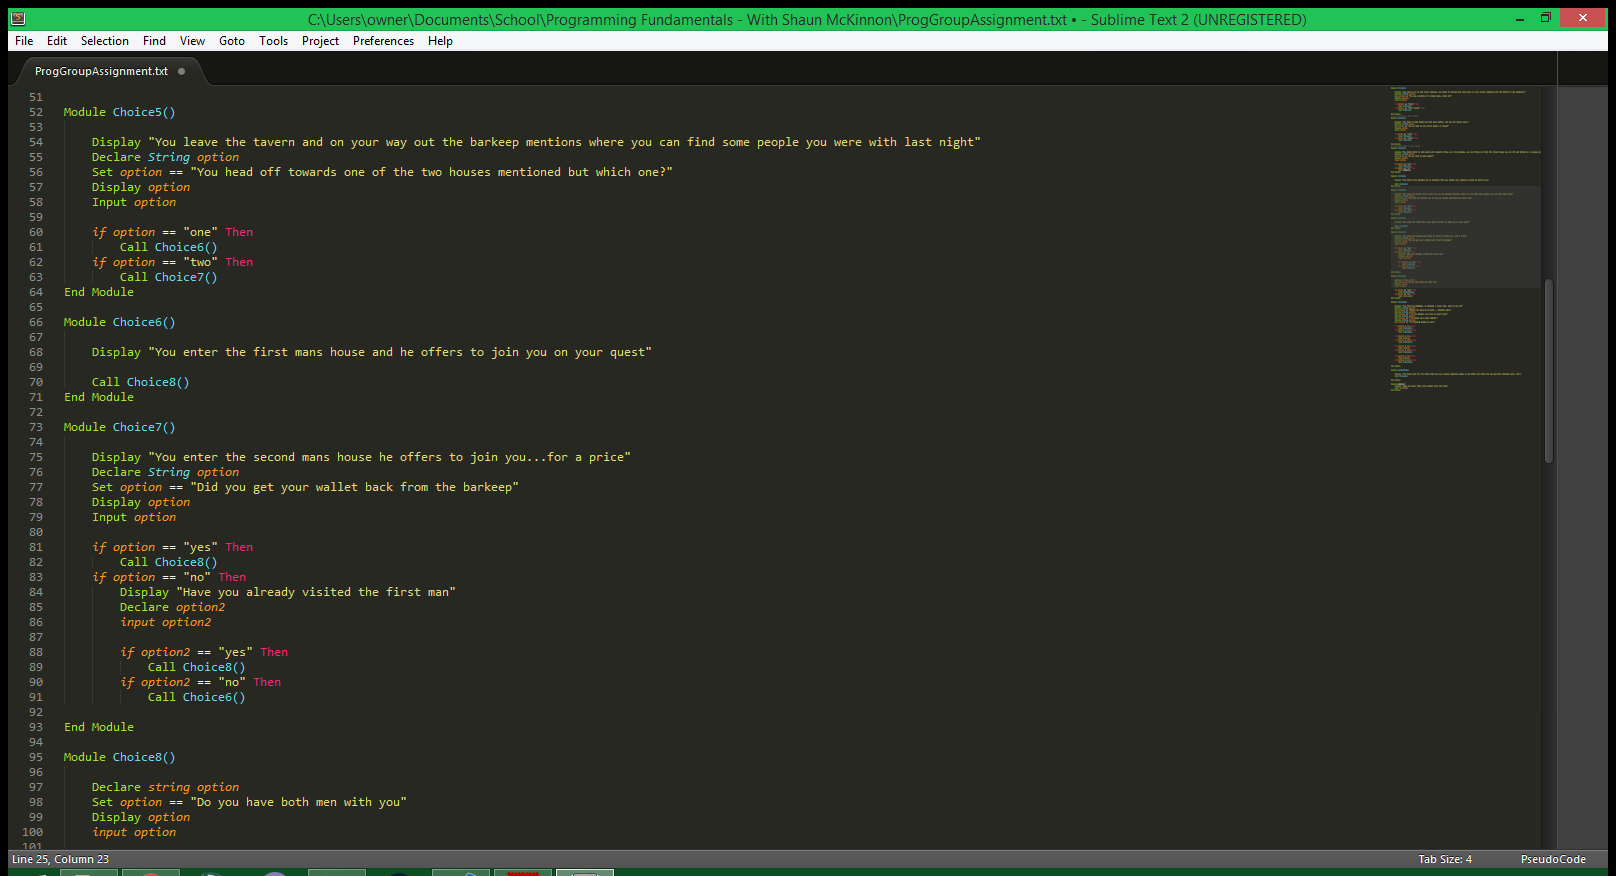 C:\Users\owner\Documents\School\Programming Fundamentals - With Shaun McKinnon\ProgGroupAssignment.txt • - Sublime Text 2 (UNREGISTERED)
File Edit Selection Find View Goto Tools Project Preferences Help
ProgGroupAssignment.txt
51
52 Module Choice5()
53
54 Display "You leave the tavern and on your way out the barkeep mentions where you can find some people you were with last night"
55 Declare String option
56 Set option == "You head off towards one of the two houses mentioned but which one?"
57 Display option
58 Input option
59
60 if option == "one" Then
61 Call Choice6()
62 if option == "two" Then
63 Call Choice7()
64 End Module
65
66 Module Choice6()
67
68 Display "You enter the first mans house and he offers to join you on your quest"
69
70 Call Choice8()
71 End Module
72
73 Module Choice7()
74
75 Display "You enter the second mans house he offers to join you...for a price"
76 Declare String option
77 Set option == "Did you get your wallet back from the barkeep"
78 Display option
79 Input option
80
81 if option == "yes" Then
82 Call Choice8()
83 if option == "no" Then
84 Display "Have you already visited the first man"
85 Declare option2
86 input option2
87
88 if option2 == "yes" Then
89 Call Choice8()
90 if option2 == "no" Then
91 Call Choice6()
92
93 End Module
94
95 Module Choice8()
96
97 Declare string option
98 Set option == "Do you have both men with you"
99 Display option
100 input option
101
Line 25, Column 23 Tab Size: 4 PseudoCode